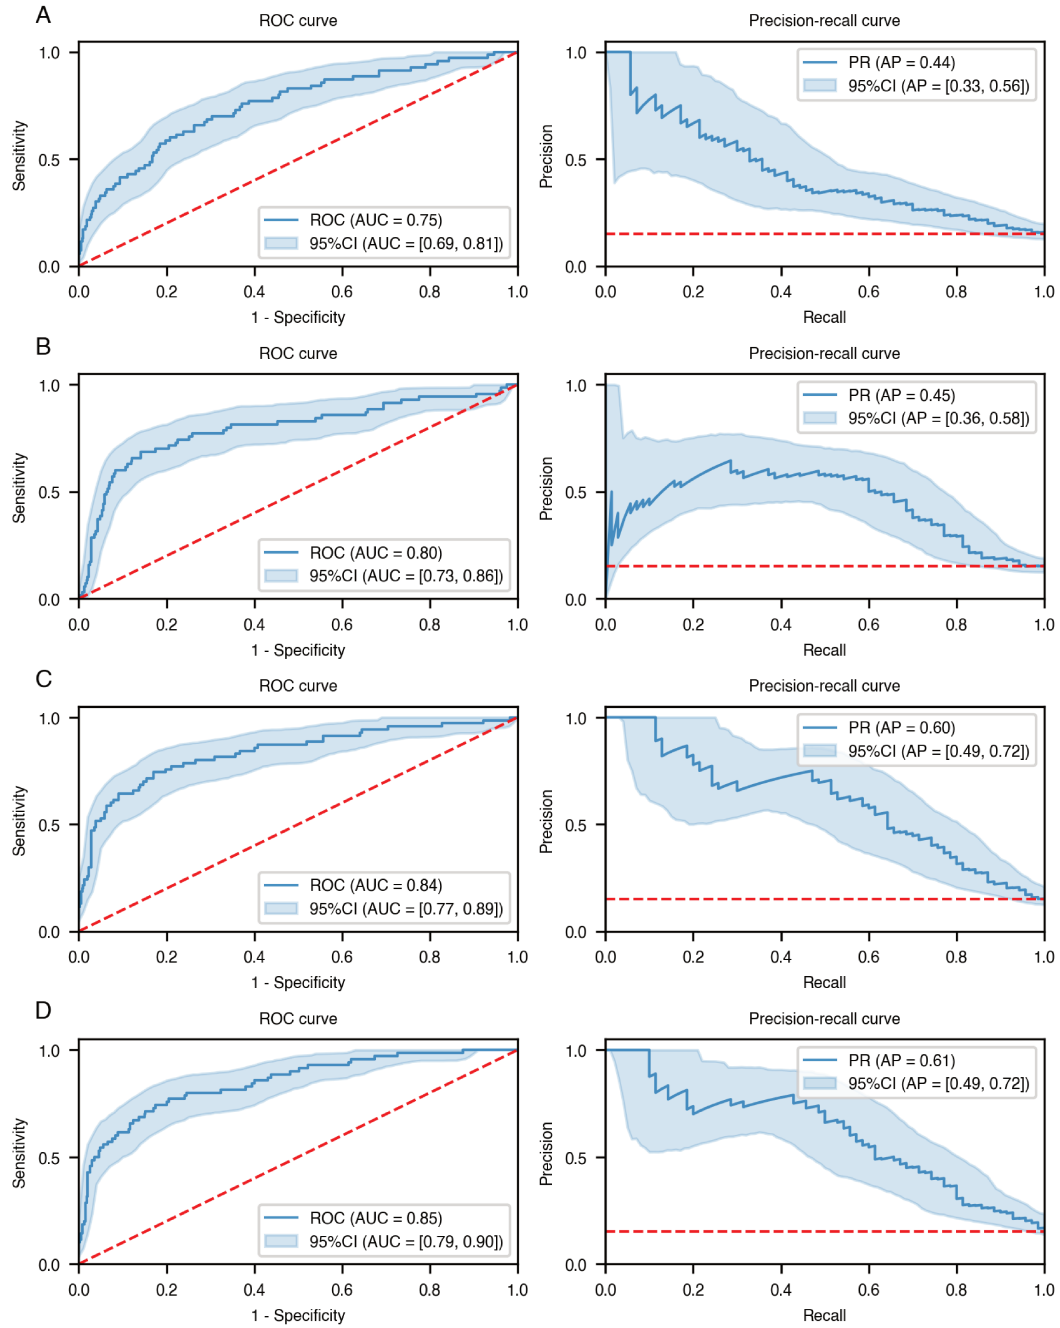 A
ROC curve
Precision-recall curve
1.0
0.5
0.0
Sensitivity
ROC (AUC = 0.75)
95%CI (AUC = [0.69, 0.81])
0.0 0.2 0.4 0.6 0.8 1.0
1 - Specificity
1.0
0.5
0.0
Precision
PR (AP = 0.44)
95%CI (AP = [0.33, 0.56])
0.0 0.2 0.4 0.6 0.8 1.0
Recall
B
ROC curve
Precision-recall curve
1.0
0.5
0.0
Sensitivity
ROC (AUC = 0.80)
95%CI (AUC = [0.73, 0.86])
0.0 0.2 0.4 0.6 0.8 1.0
1 - Specificity
1.0
0.5
0.0
Precision
PR (AP = 0.45)
95%CI (AP = [0.36, 0.58])
0.0 0.2 0.4 0.6 0.8 1.0
Recall
C
ROC curve
Precision-recall curve
1.0
0.5
0.0
Sensitivity
ROC (AUC = 0.84)
95%CI (AUC = [0.77, 0.89])
0.0 0.2 0.4 0.6 0.8 1.0
1 - Specificity
1.0
0.5
0.0
Precision
PR (AP = 0.60)
95%CI (AP = [0.49, 0.72])
0.0 0.2 0.4 0.6 0.8 1.0
Recall
D
ROC curve
Precision-recall curve
1.0
0.5
0.0
Sensitivity
ROC (AUC = 0.85)
95%CI (AUC = [0.79, 0.90])
0.0 0.2 0.4 0.6 0.8 1.0
1 - Specificity
1.0
0.5
0.0
Precision
PR (AP = 0.61)
95%CI (AP = [0.49, 0.72])
0.0 0.2 0.4 0.6 0.8 1.0
Recall